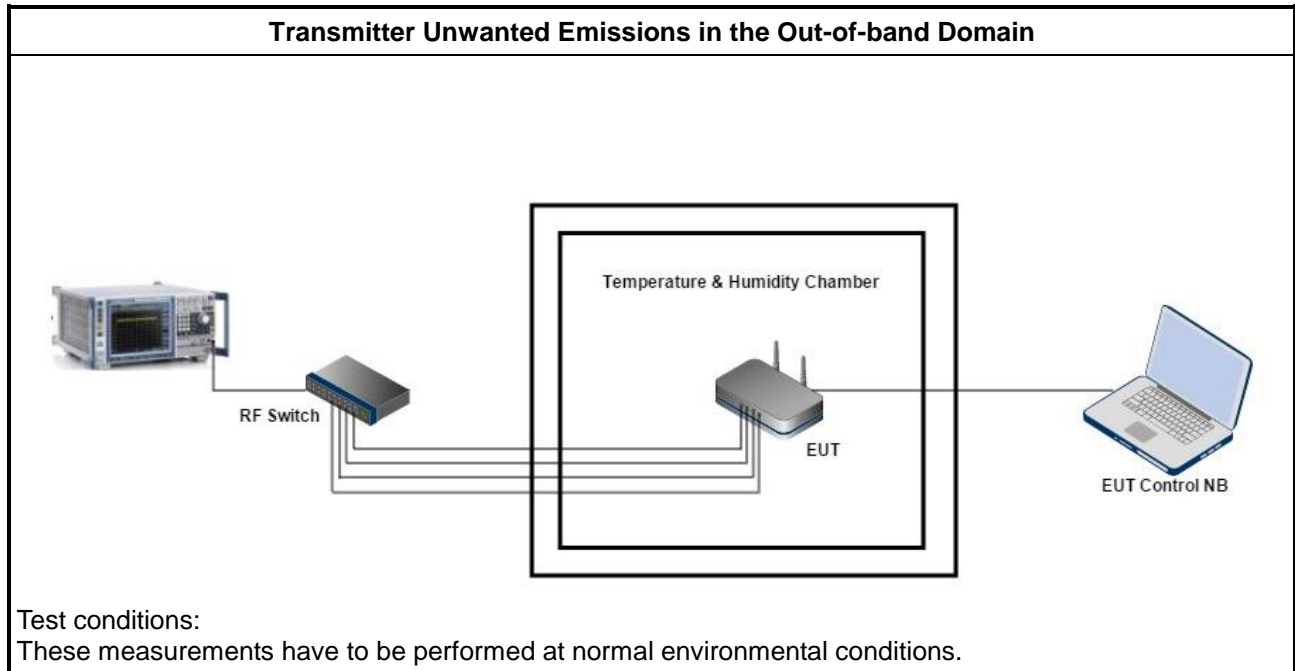 Transmitter Unwanted Emissions in the Out-of-band Domain
Temperature & Humidity Chamber
RF Switch
EUT
EUT Control NB
Test conditions:
These measurements have to be performed at normal environmental conditions.